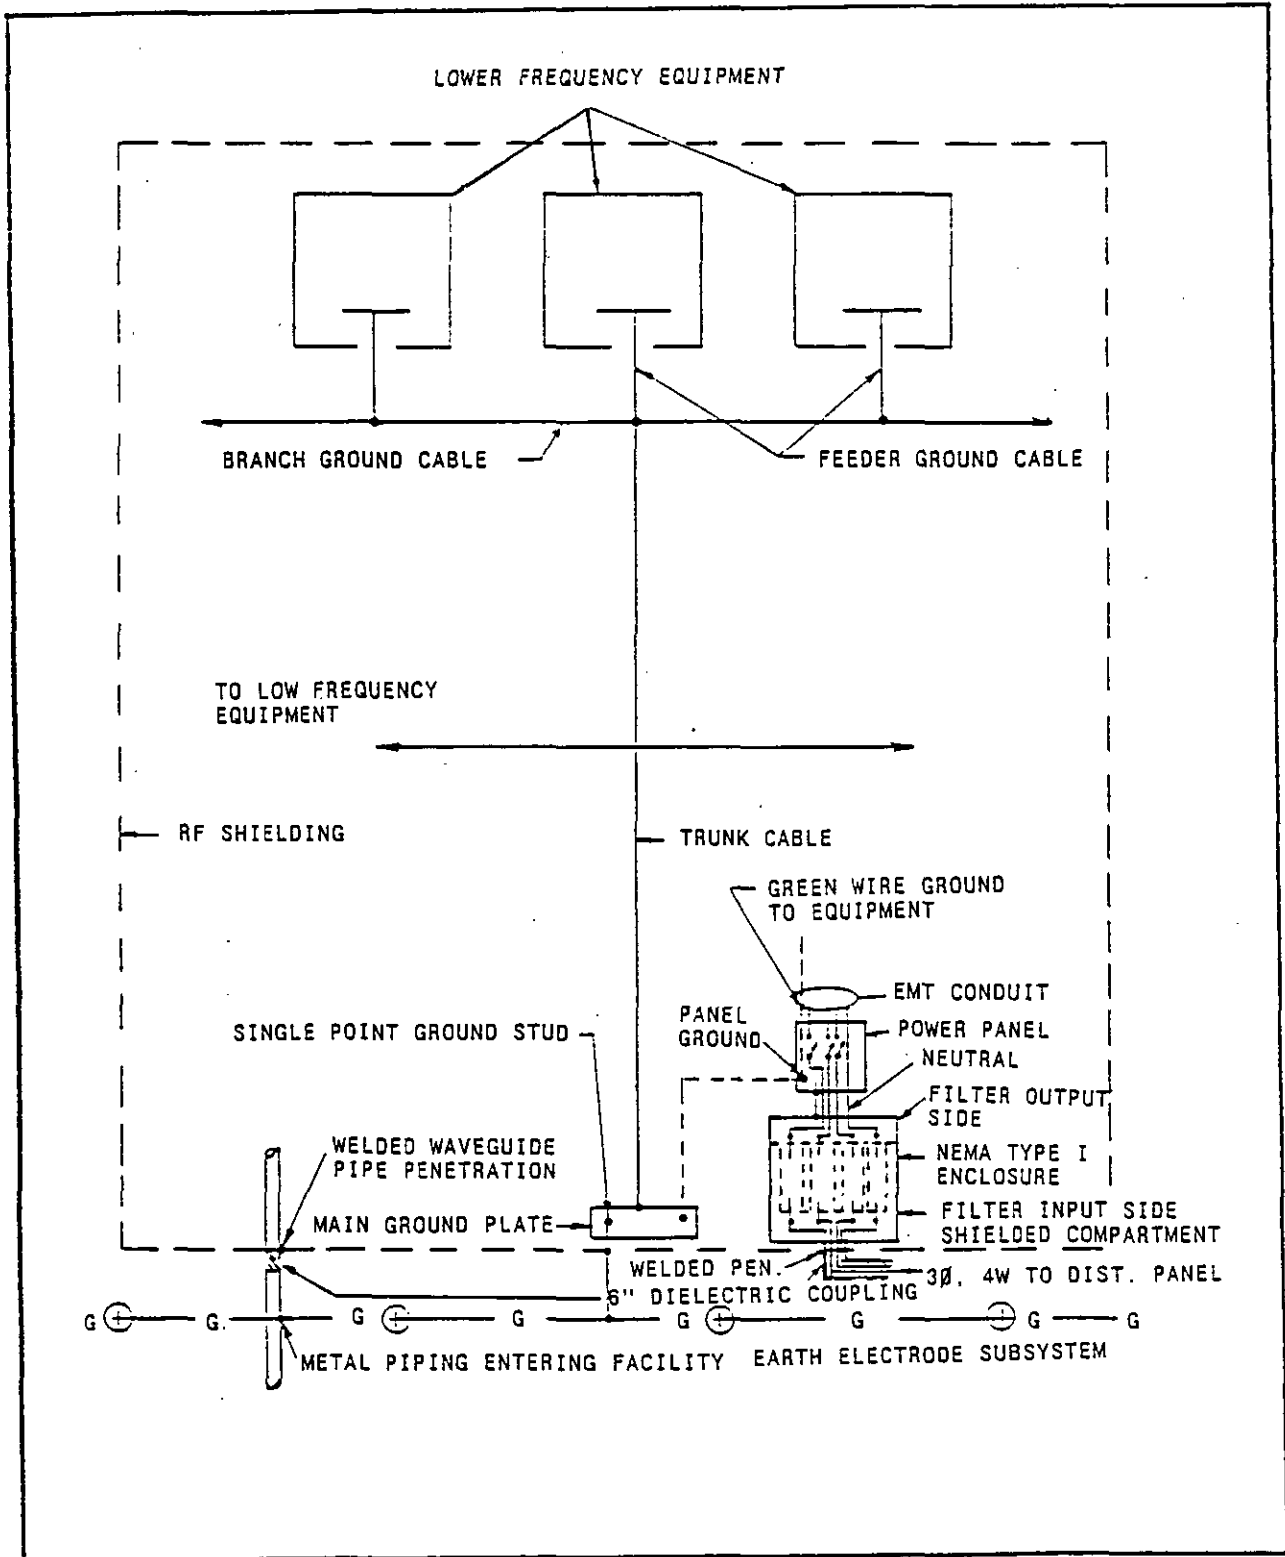 LOWER FREQUENCY EQUIPMENT
BRANCH GROUND CABLE
FEEDER GROUND CABLE
TO LOW FREQUENCY
EQUIPMENT
RF SHIELDING
TRUNK CABLE
GREEN WIRE GROUND
TO EQUIPMENT
EMT CONDUIT
PANEL
GROUND
POWER PANEL
SINGLE POINT GROUND STUD
NEUTRAL
FILTER OUTPUT
SIDE
WELDED WAVEGUIDE
PIPE PENETRATION
NEMA TYPE I
ENCLOSURE
MAIN GROUND PLATE
FILTER INPUT SIDE
SHIELDED COMPARTMENT
WELDED PEN.
3Ø, 4W TO DIST. PANEL
6" DIELECTRIC COUPLING
G G. G G G G G G
METAL PIPING ENTERING FACILITY
EARTH ELECTRODE SUBSYSTEM